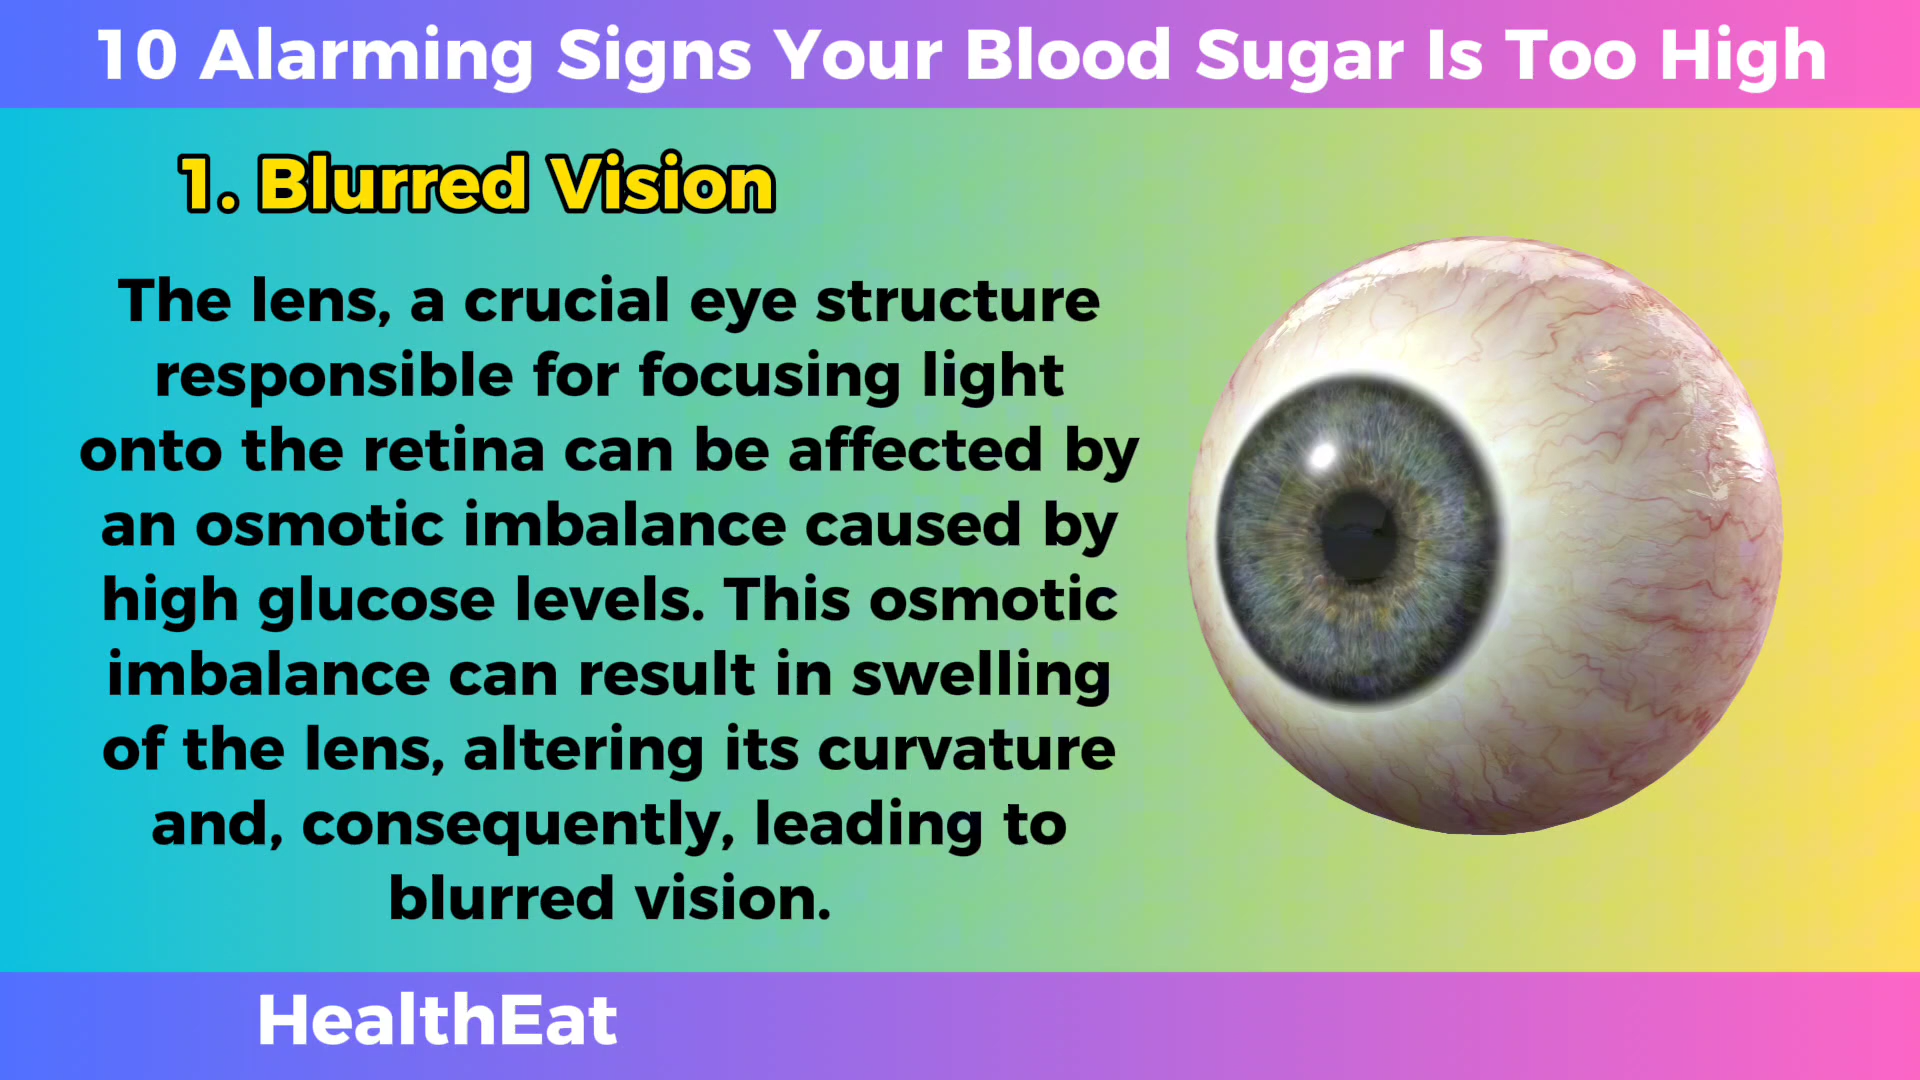 10 Alarming Signs Your Blood Sugar Is Too High
1. Blurred Vision
The lens, a crucial eye structure
responsible for focusing light
onto the retina can be affected by
an osmotic imbalance caused by
high glucose levels. This osmotic
imbalance can result in swelling
of the lens, altering its curvature
and, consequently, leading to
blurred vision.
HealthEat